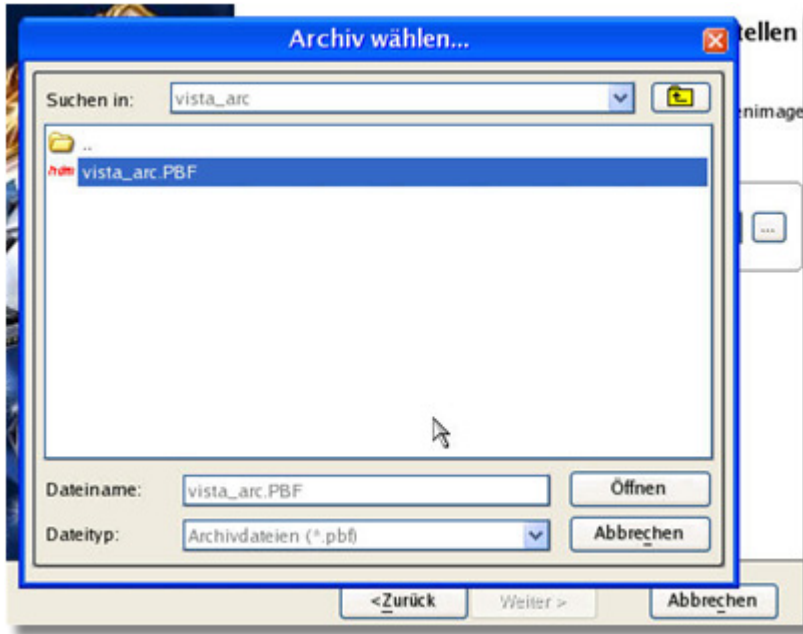 Archiv wählen...
tellen
Suchen in: vista_arc
enimage
..
hdm vista_arc.PBF
...
Dateiname: vista_arc.PBF Öffnen
Dateityp: Archivdateien (*.pbf) Abbrechen
<Zurück Weiter > Abbrechen